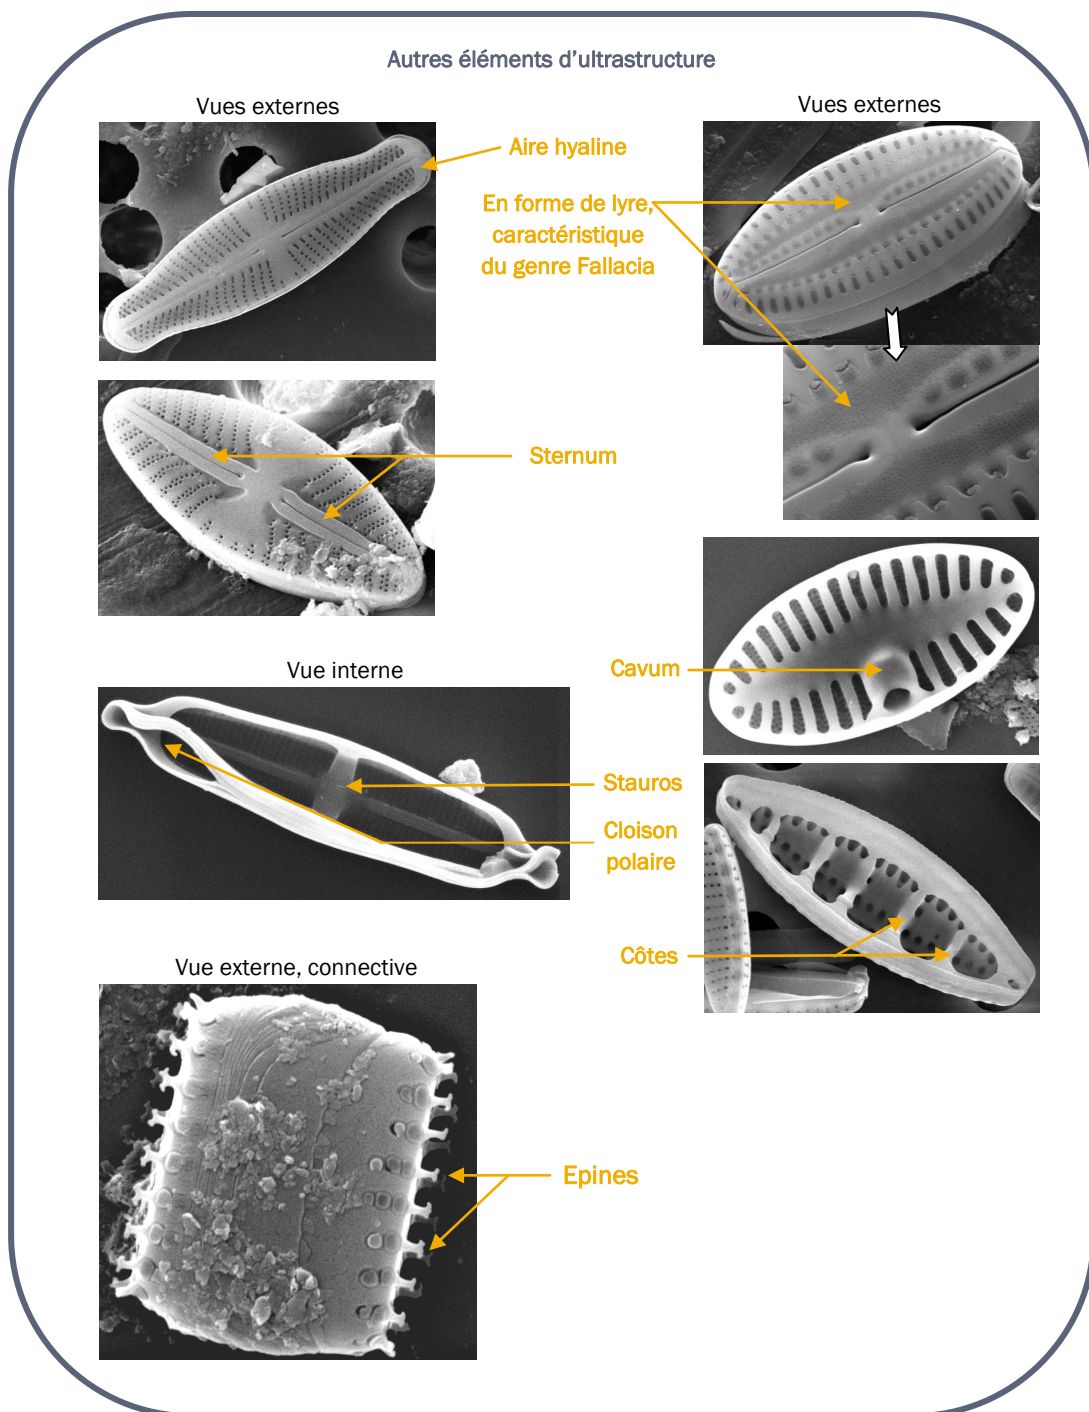 Autres éléments d'ultrastructure
Vues externes
Vues externes
Aire hyaline
En forme de lyre,
caractéristique
du genre Fallacia
Sternum
Vue interne
Cavum
Stauros
Cloison
polaire
Côtes
Vue externe, connective
Epines